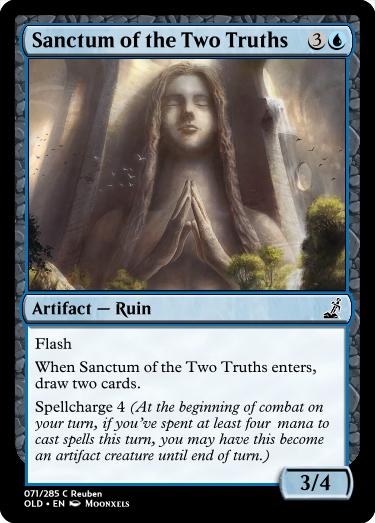 Sanctum of the Two Truths 3
Artifact — Ruin
Flash
When Sanctum of the Two Truths enters,
draw two cards.
Spellcharge 4 (At the beginning of combat on
your turn, if you've spent at least four mana to
cast spells this turn, you may have this become
an artifact creature until end of turn.)
3/4
071/285 C Reuben
OLD • EN Moonxels